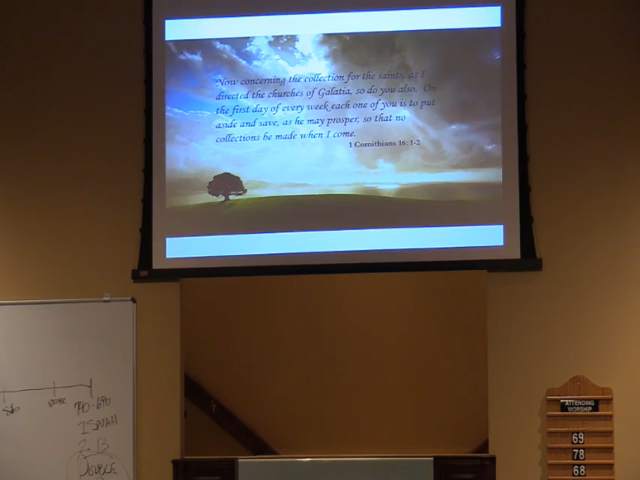 "Now concerning the collection for the saints, as I
directed the churches of Galatia, so do you also. On
the first day of every week each one of you is to put
aside and save, as he may prosper, so that no
collections be made when I come.
1 Corinthians 16: 1-2
740-690
ISAIAH
DOUBLE
ATTENDING
WORSHIP
69
78
68